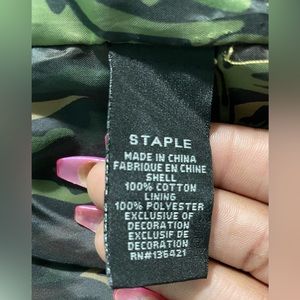 STAPLE
MADE IN CHINA
FABRIQUE EN CHINE
SHELL
100% COTTON
LINING
100% POLYESTER
EXCLUSIVE OF
DECORATION
EXCLUSIF DE
DECORATION
RN#136421